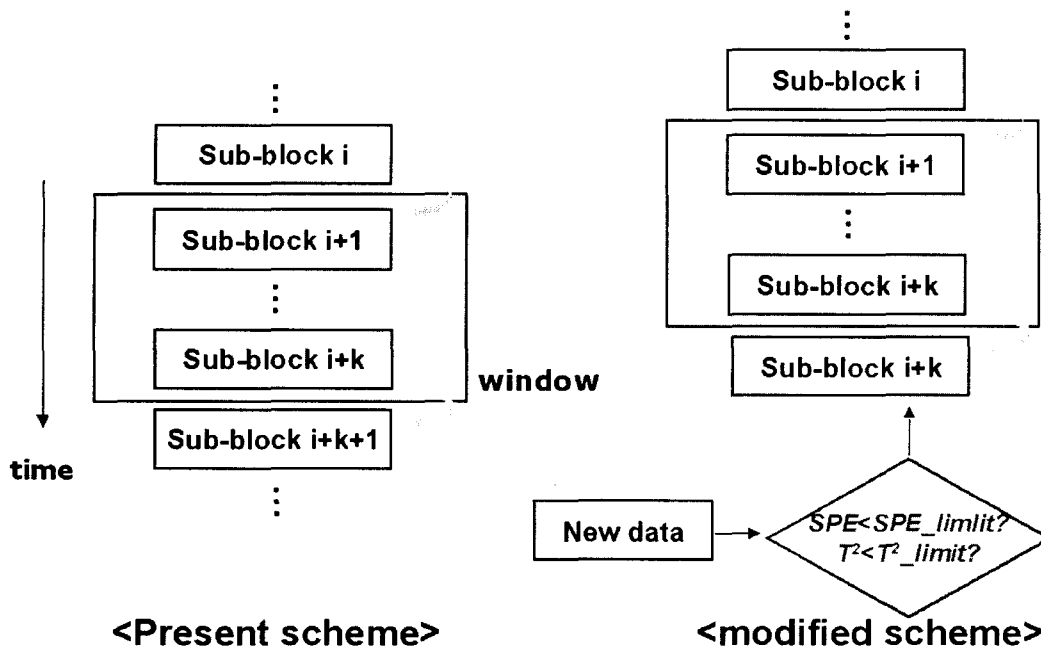 ⋮
Sub-block i
Sub-block i+1
⋮
Sub-block i+k
window
Sub-block i+k+1
time
⋮
<Present scheme>
⋮
Sub-block i
Sub-block i+1
⋮
Sub-block i+k
Sub-block i+k
New data
SPE<SPE_limlit?
T²<T²_limit?
<modified scheme>